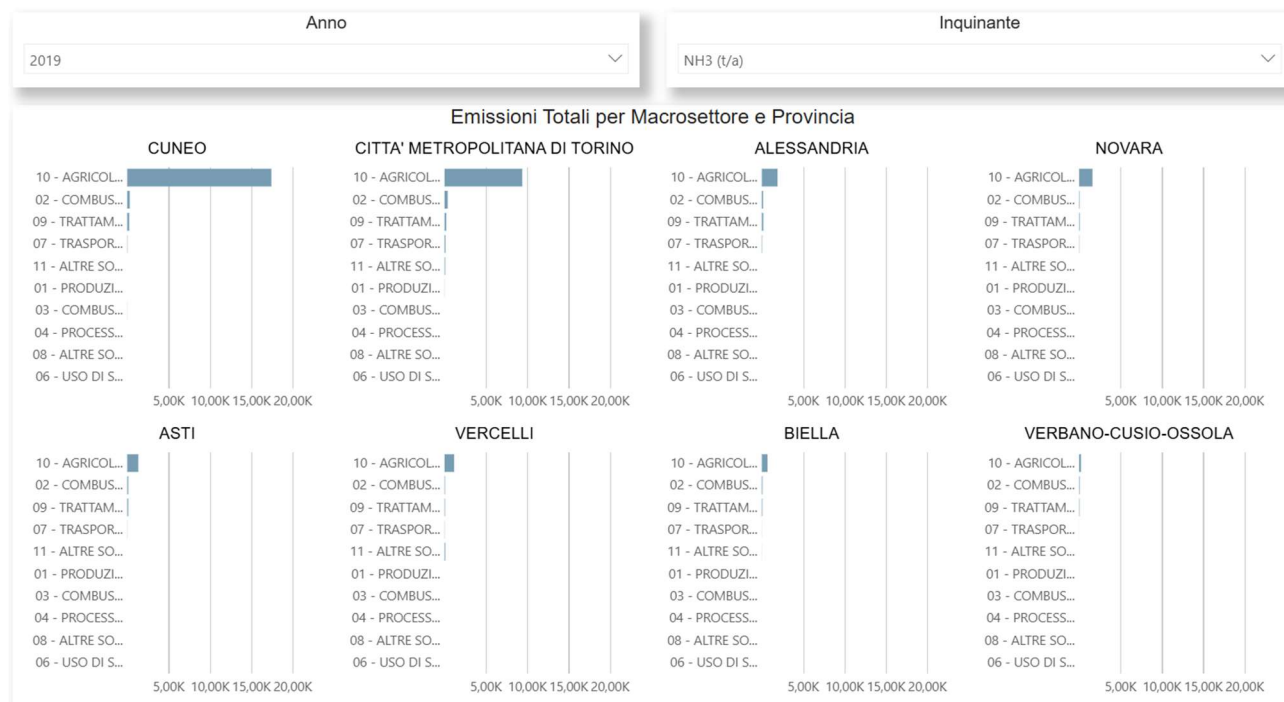 Anno
2019
Inquinante
NH3 (t/a)
Emissioni Totali per Macrosettore e Provincia
CUNEO
10 - AGRICOL...
02 - COMBUS...
09 - TRATTAM...
07 - TRASPOR...
11 - ALTRE SO...
01 - PRODUZI...
03 - COMBUS...
04 - PROCESS...
08 - ALTRE SO...
06 - USO DI S...
5,00K 10,00K 15,00K 20,00K
CITTA' METROPOLITANA DI TORINO
10 - AGRICOL...
02 - COMBUS...
09 - TRATTAM...
07 - TRASPOR...
11 - ALTRE SO...
01 - PRODUZI...
03 - COMBUS...
04 - PROCESS...
08 - ALTRE SO...
06 - USO DI S...
5,00K 10,00K 15,00K 20,00K
ALESSANDRIA
10 - AGRICOL...
02 - COMBUS...
09 - TRATTAM...
07 - TRASPOR...
11 - ALTRE SO...
01 - PRODUZI...
03 - COMBUS...
04 - PROCESS...
08 - ALTRE SO...
06 - USO DI S...
5,00K 10,00K 15,00K 20,00K
NOVARA
10 - AGRICOL...
02 - COMBUS...
09 - TRATTAM...
07 - TRASPOR...
11 - ALTRE SO...
01 - PRODUZI...
03 - COMBUS...
04 - PROCESS...
08 - ALTRE SO...
06 - USO DI S...
5,00K 10,00K 15,00K 20,00K
ASTI
10 - AGRICOL...
02 - COMBUS...
09 - TRATTAM...
07 - TRASPOR...
11 - ALTRE SO...
01 - PRODUZI...
03 - COMBUS...
04 - PROCESS...
08 - ALTRE SO...
06 - USO DI S...
5,00K 10,00K 15,00K 20,00K
VERCELLI
10 - AGRICOL...
02 - COMBUS...
09 - TRATTAM...
07 - TRASPOR...
11 - ALTRE SO...
01 - PRODUZI...
03 - COMBUS...
04 - PROCESS...
08 - ALTRE SO...
06 - USO DI S...
5,00K 10,00K 15,00K 20,00K
BIELLA
10 - AGRICOL...
02 - COMBUS...
09 - TRATTAM...
07 - TRASPOR...
11 - ALTRE SO...
01 - PRODUZI...
03 - COMBUS...
04 - PROCESS...
08 - ALTRE SO...
06 - USO DI S...
5,00K 10,00K 15,00K 20,00K
VERBANO-CUSIO-OSSOLA
10 - AGRICOL...
02 - COMBUS...
09 - TRATTAM...
07 - TRASPOR...
11 - ALTRE SO...
01 - PRODUZI...
03 - COMBUS...
04 - PROCESS...
08 - ALTRE SO...
06 - USO DI S...
5,00K 10,00K 15,00K 20,00K